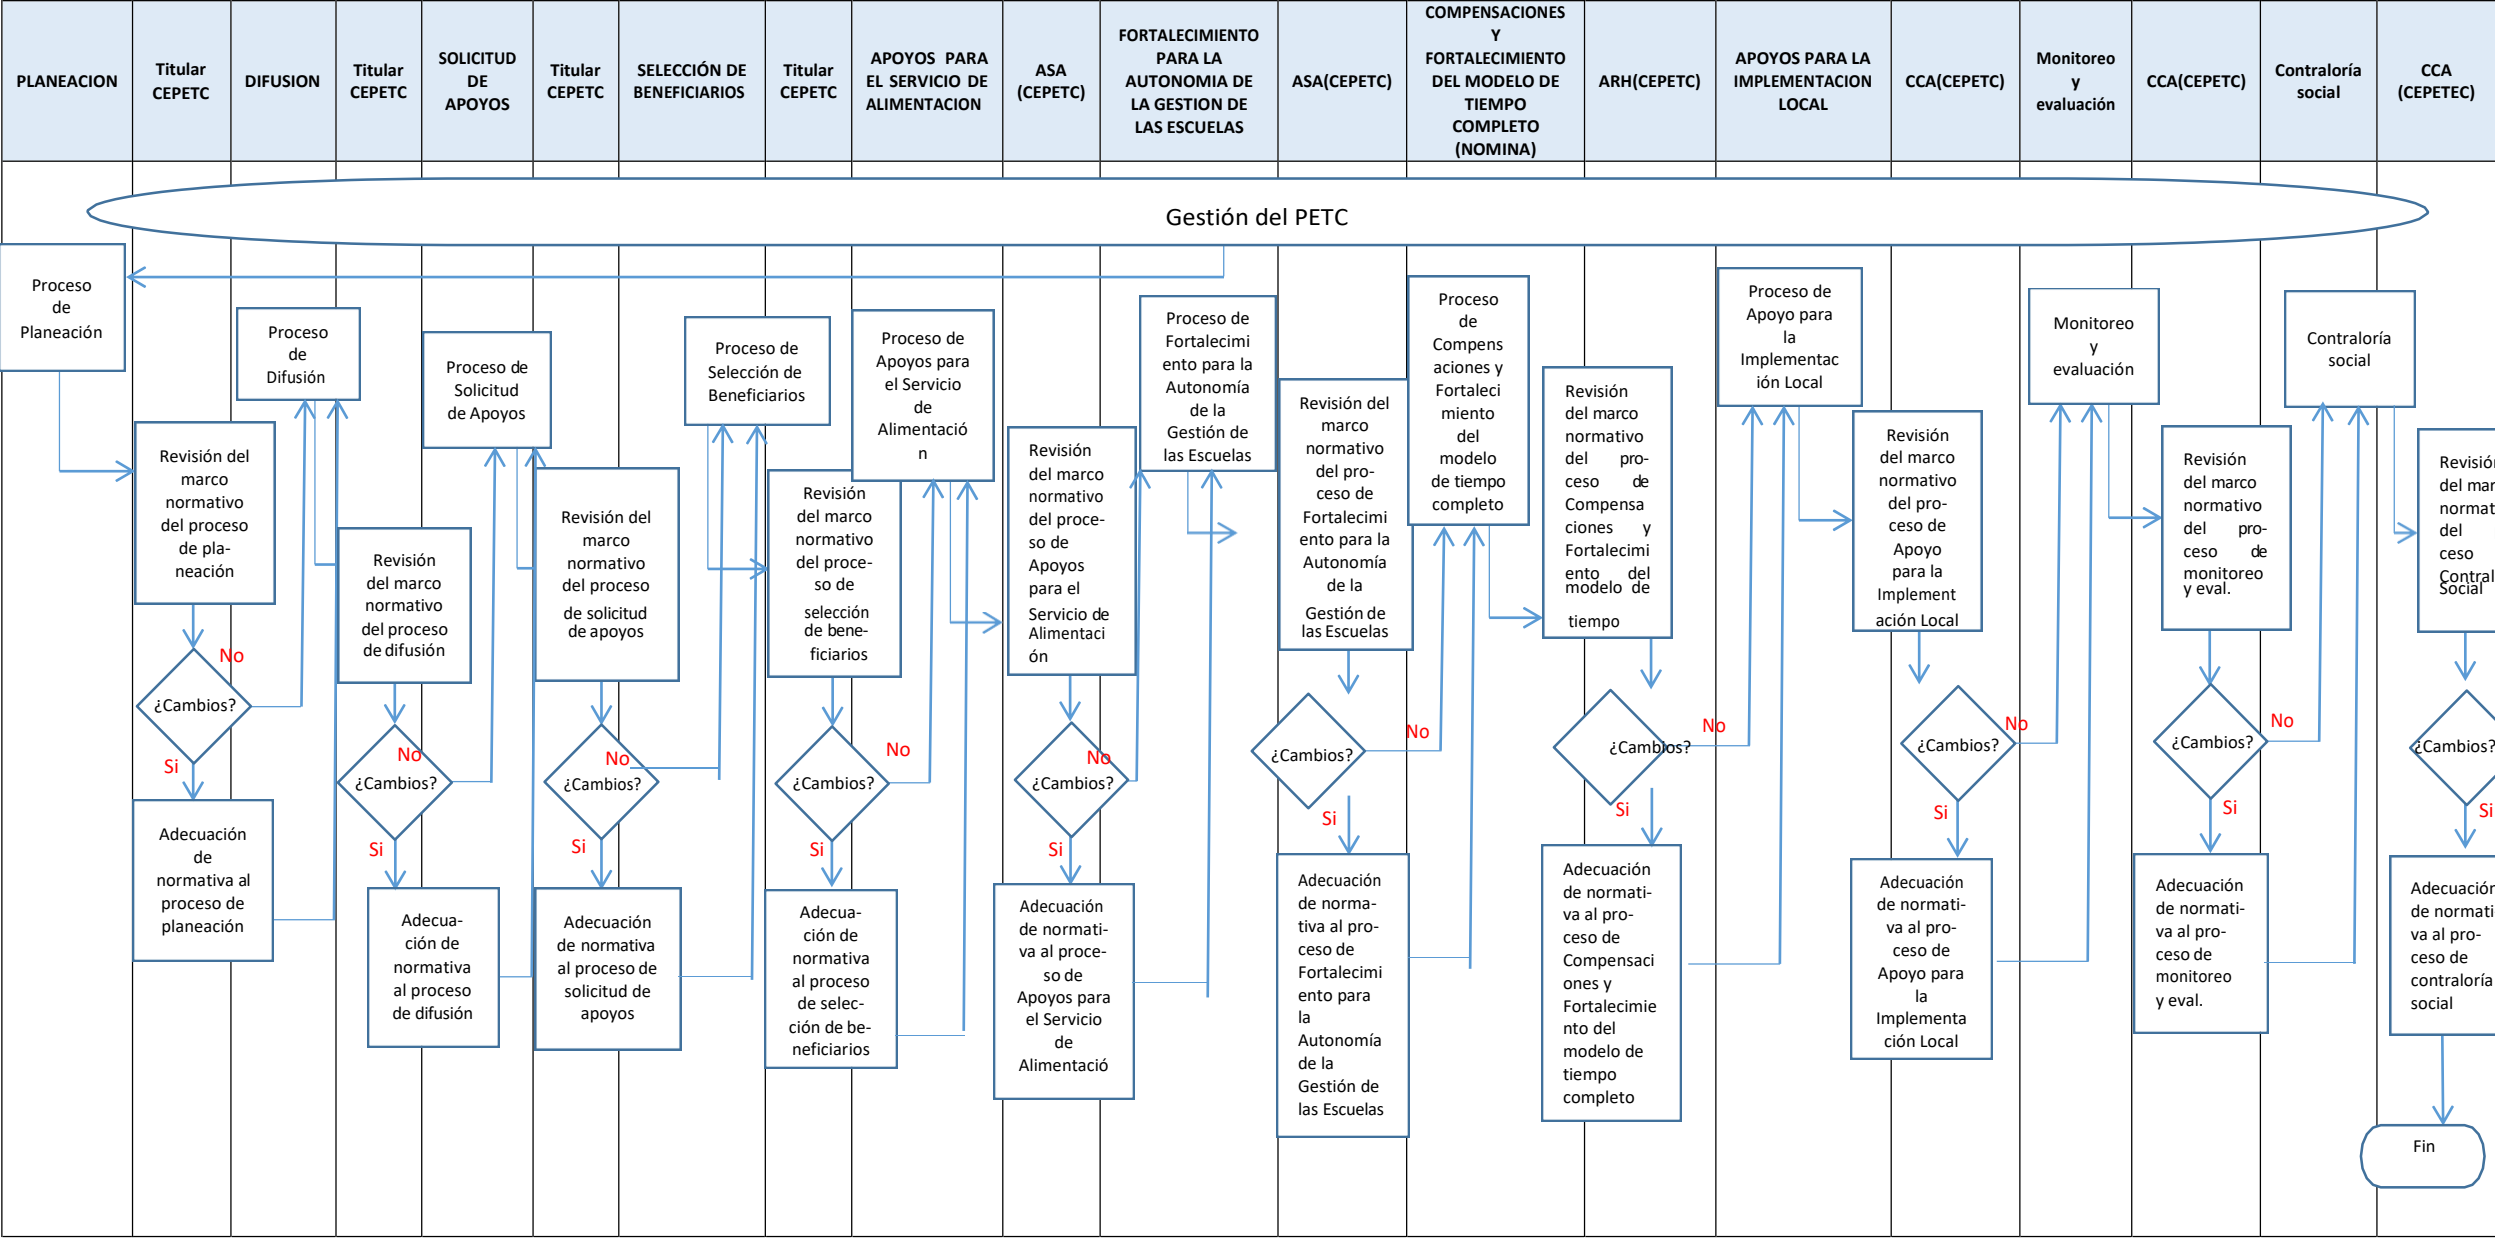 PLANEACION
Titular
CEPETC
DIFUSION
Titular
CEPETC
SOLICITUD
DE
APOYOS
Titular
CEPETC
SELECCIÓN DE
BENEFICIARIOS
Titular
CEPETC
APOYOS PARA
EL SERVICIO DE
ALIMENTACION
ASA
(CEPETC)
FORTALECIMIENTO
PARA LA
AUTONOMIA DE
LA GESTION DE
LAS ESCUELAS
ASA(CEPETC)
COMPENSACIONES
Y
FORTALECIMIENTO
DEL MODELO DE
TIEMPO
COMPLETO
(NOMINA)
ARH(CEPETC)
APOYOS PARA LA
IMPLEMENTACION
LOCAL
CCA(CEPETC)
Monitoreo
y
evaluación
CCA(CEPETC)
Contraloría
social
CCA
(CEPETEC)
Gestión del PETC
Proceso
de
Planeación
Revisión del
marco
normativo
del proceso
de pla-
neación
¿Cambios?
No
Si
Adecuación
de
normativa al
proceso de
planeación
Proceso
de
Difusión
Revisión
del marco
normativo
del proceso
de difusión
No
¿Cambios?
Si
Adecua-
ción de
normativa
al proceso
de difusión
Proceso de
Solicitud
de Apoyos
Revisión del
marco
normativo
del proceso
de solicitud
de apoyos
No
¿Cambios?
Si
Adecuación
de normativa
al proceso de
solicitud de
apoyos
Proceso de
Selección de
Beneficiarios
Revisión
del marco
normativo
del proce-
so de
selección
de bene-
ficiarios
No
¿Cambios?
Si
Adecua-
ción de
normativa
al proceso
de selec-
ción de be-
neficiarios
Proceso de
Apoyos para
el Servicio
de
Alimentació
n
Revisión
del marco
normativo
del proce-
so de
Apoyos
para el
Servicio de
Alimentaci
ón
No
¿Cambios?
Si
Adecuación
de normati-
va al proce-
so de
Apoyos para
el Servicio
de
Alimentació
Proceso de
Fortalecimi
ento para la
Autonomía
de la
Gestión de
las Escuelas
Revisión del
marco
normativo
del pro-
ceso de
Fortalecimi
ento para la
Autonomía
de la
Gestión de
las Escuelas
No
¿Cambios?
Si
Adecuación
de norma-
tiva al pro-
ceso de
Fortalecimi
ento para
la
Autonomía
de la
Gestión de
las Escuelas
Proceso
de
Compens
aciones y
Fortaleci
miento
del
modelo
de tiempo
completo
Revisión
del marco
normativo
del pro-
ceso de
Compensa
ciones y
Fortalecimi
ento del
modelo de
tiempo
No
¿Cambios?
Si
Adecuación
de normati-
va al pro-
ceso de
Compensaci
ones y
Fortalecimie
nto del
modelo de
tiempo
completo
Proceso de
Apoyo para
la
Implementac
ión Local
Revisión
del marco
normativo
del pro-
ceso de
Apoyo
para la
Implement
ación Local
No
¿Cambios?
Si
Adecuación
de normati-
va al pro-
ceso de
Apoyo para
la
Implementa
ción Local
Monitoreo
y
evaluación
Revisión
del marco
normativo
del pro-
ceso de
monitoreo
y eval.
No
¿Cambios?
Si
Adecuación
de normati-
va al pro-
ceso de
monitoreo
y eval.
Contraloría
social
Revisión
del mar
normat
del
ceso
Contral
Social
¿Cambios?
Si
Adecuación
de normati
va al pro-
ceso de
contraloría
social
Fin